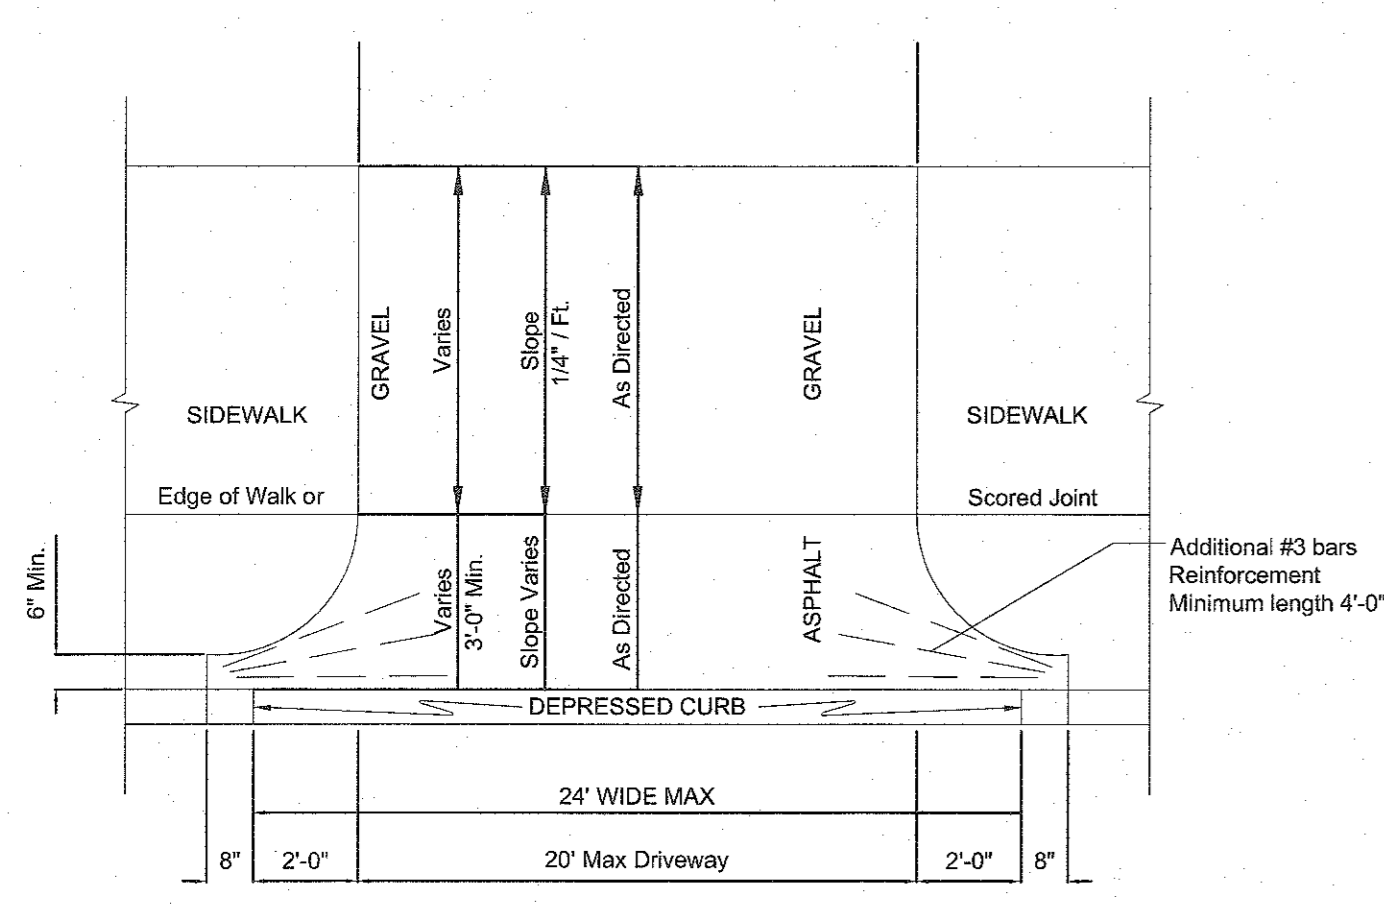 GRAVEL
Varies
Slope
1/4" / Ft.
As Directed
GRAVEL
SIDEWALK
SIDEWALK
Edge of Walk or
Scored Joint
6" Min.
Varies
3'-0" Min.
Slope Varies
As Directed
ASPHALT
Additional #3 bars
Reinforcement
Minimum length 4'-0"
DEPRESSED CURB
24' WIDE MAX
8"
2'-0"
20' Max Driveway
2'-0"
8"